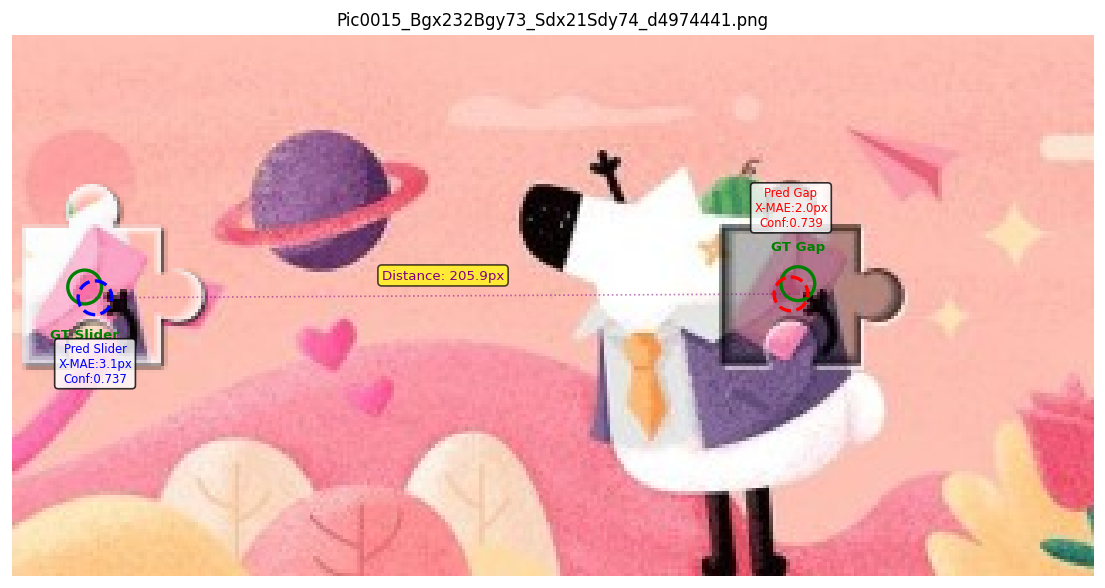 Pic0015_Bgx232Bgy73_Sdx21Sdy74_d4974441.png
Pred Gap
X-MAE:2.0px
Conf:0.739
GT Gap
Distance: 205.9px
GT Slider
Pred Slider
X-MAE:3.1px
Conf:0.737